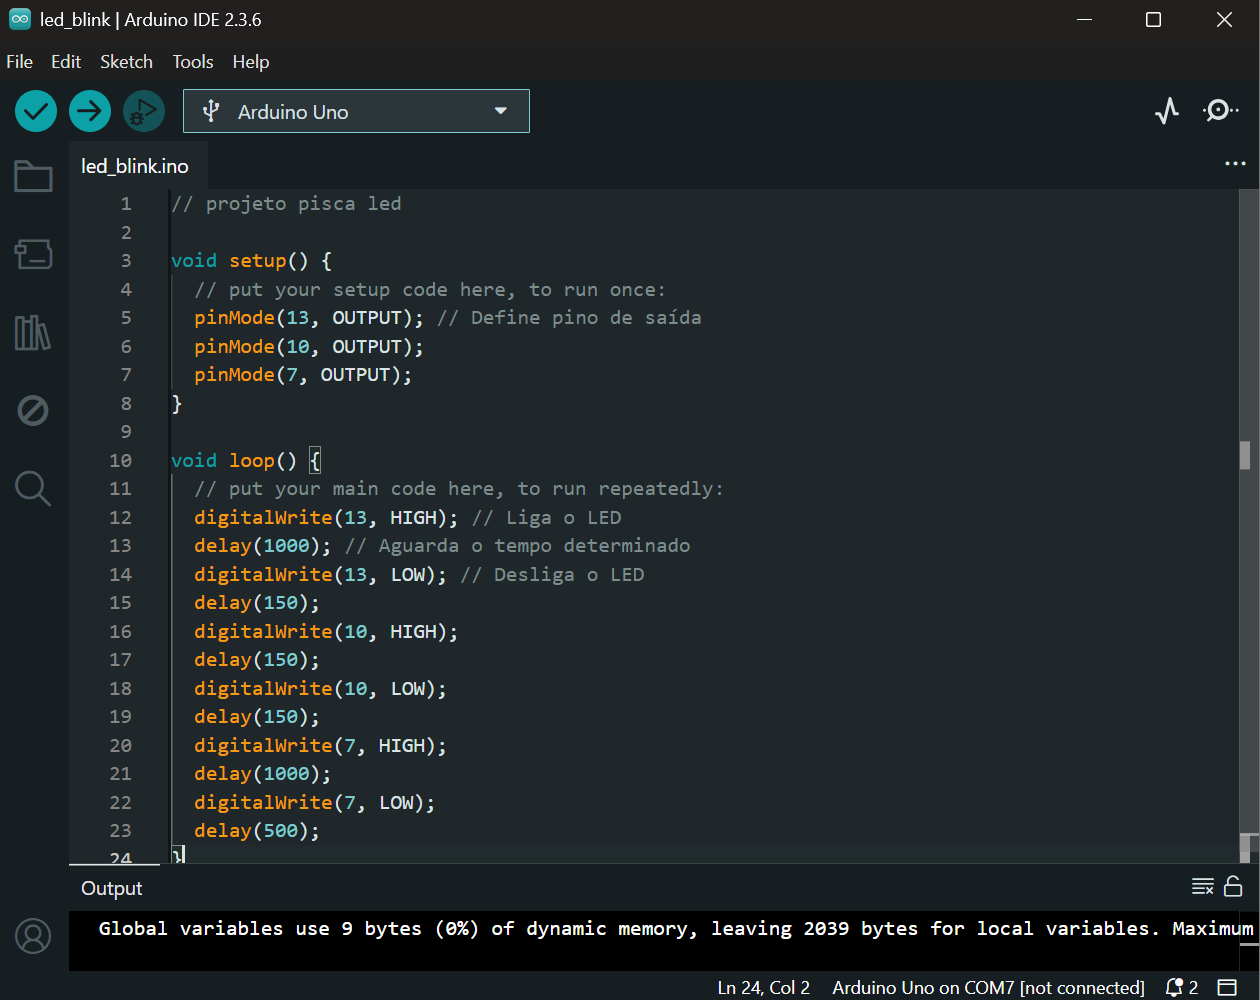 led_blink | Arduino IDE 2.3.6
File Edit Sketch Tools Help
Arduino Uno
led_blink.ino
1 // projeto pisca led
2
3 void setup() {
4 // put your setup code here, to run once:
5 pinMode(13, OUTPUT); // Define pino de saída
6 pinMode(10, OUTPUT);
7 pinMode(7, OUTPUT);
8 }
9
10 void loop() {
11 // put your main code here, to run repeatedly:
12 digitalWrite(13, HIGH); // Liga o LED
13 delay(1000); // Aguarda o tempo determinado
14 digitalWrite(13, LOW); // Desliga o LED
15 delay(150);
16 digitalWrite(10, HIGH);
17 delay(150);
18 digitalWrite(10, LOW);
19 delay(150);
20 digitalWrite(7, HIGH);
21 delay(1000);
22 digitalWrite(7, LOW);
23 delay(500);
24 }
Output
Global variables use 9 bytes (0%) of dynamic memory, leaving 2039 bytes for local variables. Maximum
Ln 24, Col 2 Arduino Uno on COM7 [not connected] 2